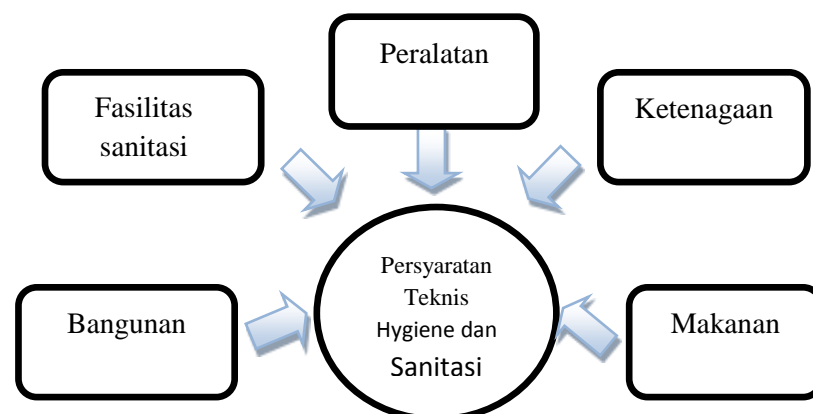 Peralatan
Fasilitas
sanitasi
Ketenagaan
Persyaratan
Teknis
Hygiene dan
Sanitasi
Bangunan
Makanan